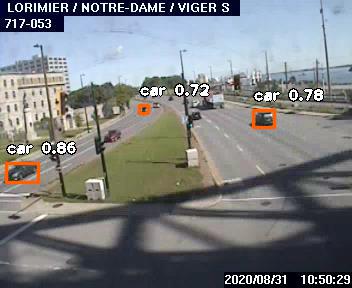 LORIMIER / NOTRE-DAME / VIGER S
717-053
car 0.72
car 0.78
car 0.86
2020/08/31 10:50:29